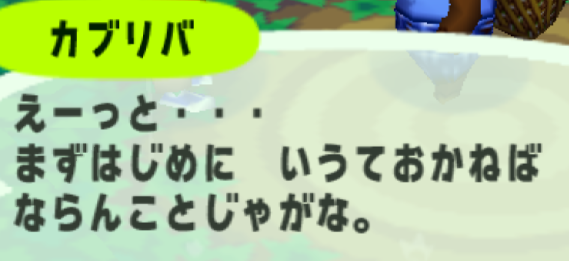 カブリバ
えーっと・・・
まずはじめに　いうておかねば
ならんことじゃがな。